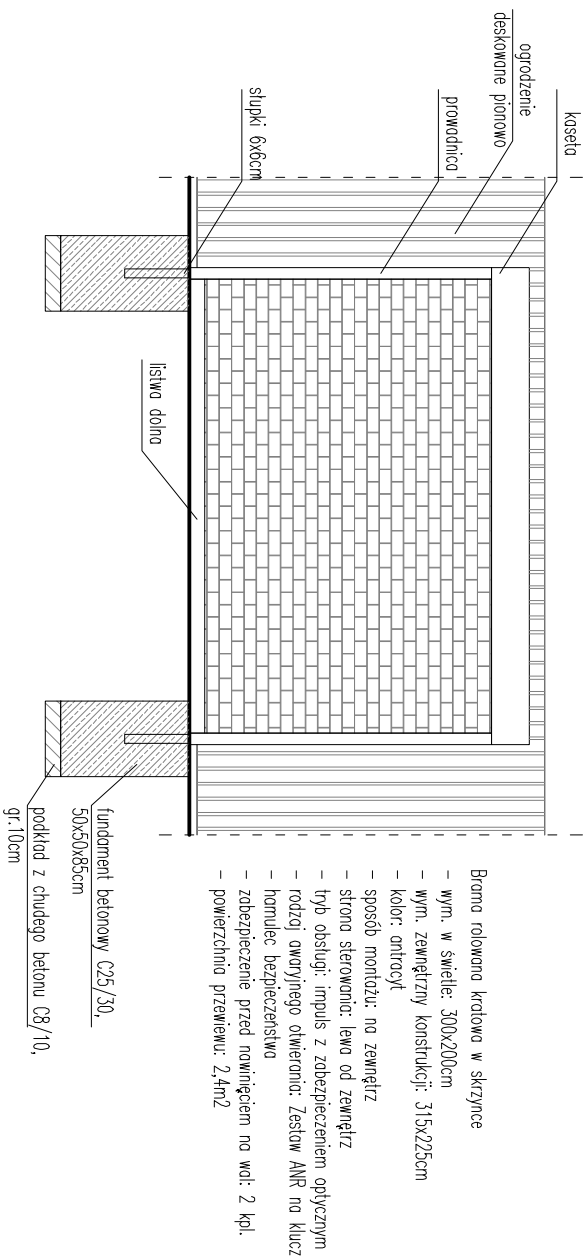 kaseta
ogrodzenie
deskowane pionowo
prowadnica
słupki 6x6cm
listwa dolna
fundament betonowy C25/30,
50x50x85cm
podkład z chudego betonu C8/10,
gr.10cm
Brama rolowana kratowa w skrzynce
- wym. w świetle: 300x200cm
- wym. zewnętrzny konstrukcji: 315x225cm
- kolor: antracyt
- sposób montażu: na zewnętrz
- strona sterowania: lewa od zewnętrz
- tryb obsługi: impuls z zabezpieczeniem optycznym
- rodzaj awaryjnego otwierania: Zestaw ANR na klucz
- hamulec bezpieczeństwa
- zabezpieczenie przed nawinięciem na wał: 2 kpl.
- powierzchnia przewiewu: 2,4m2